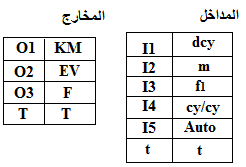 المداخل
المخارج
I1 dcy
I2 m
I3 f1
I4 cy/cy
I5 Auto
t t
O1 KM
O2 EV
O3 F
T T